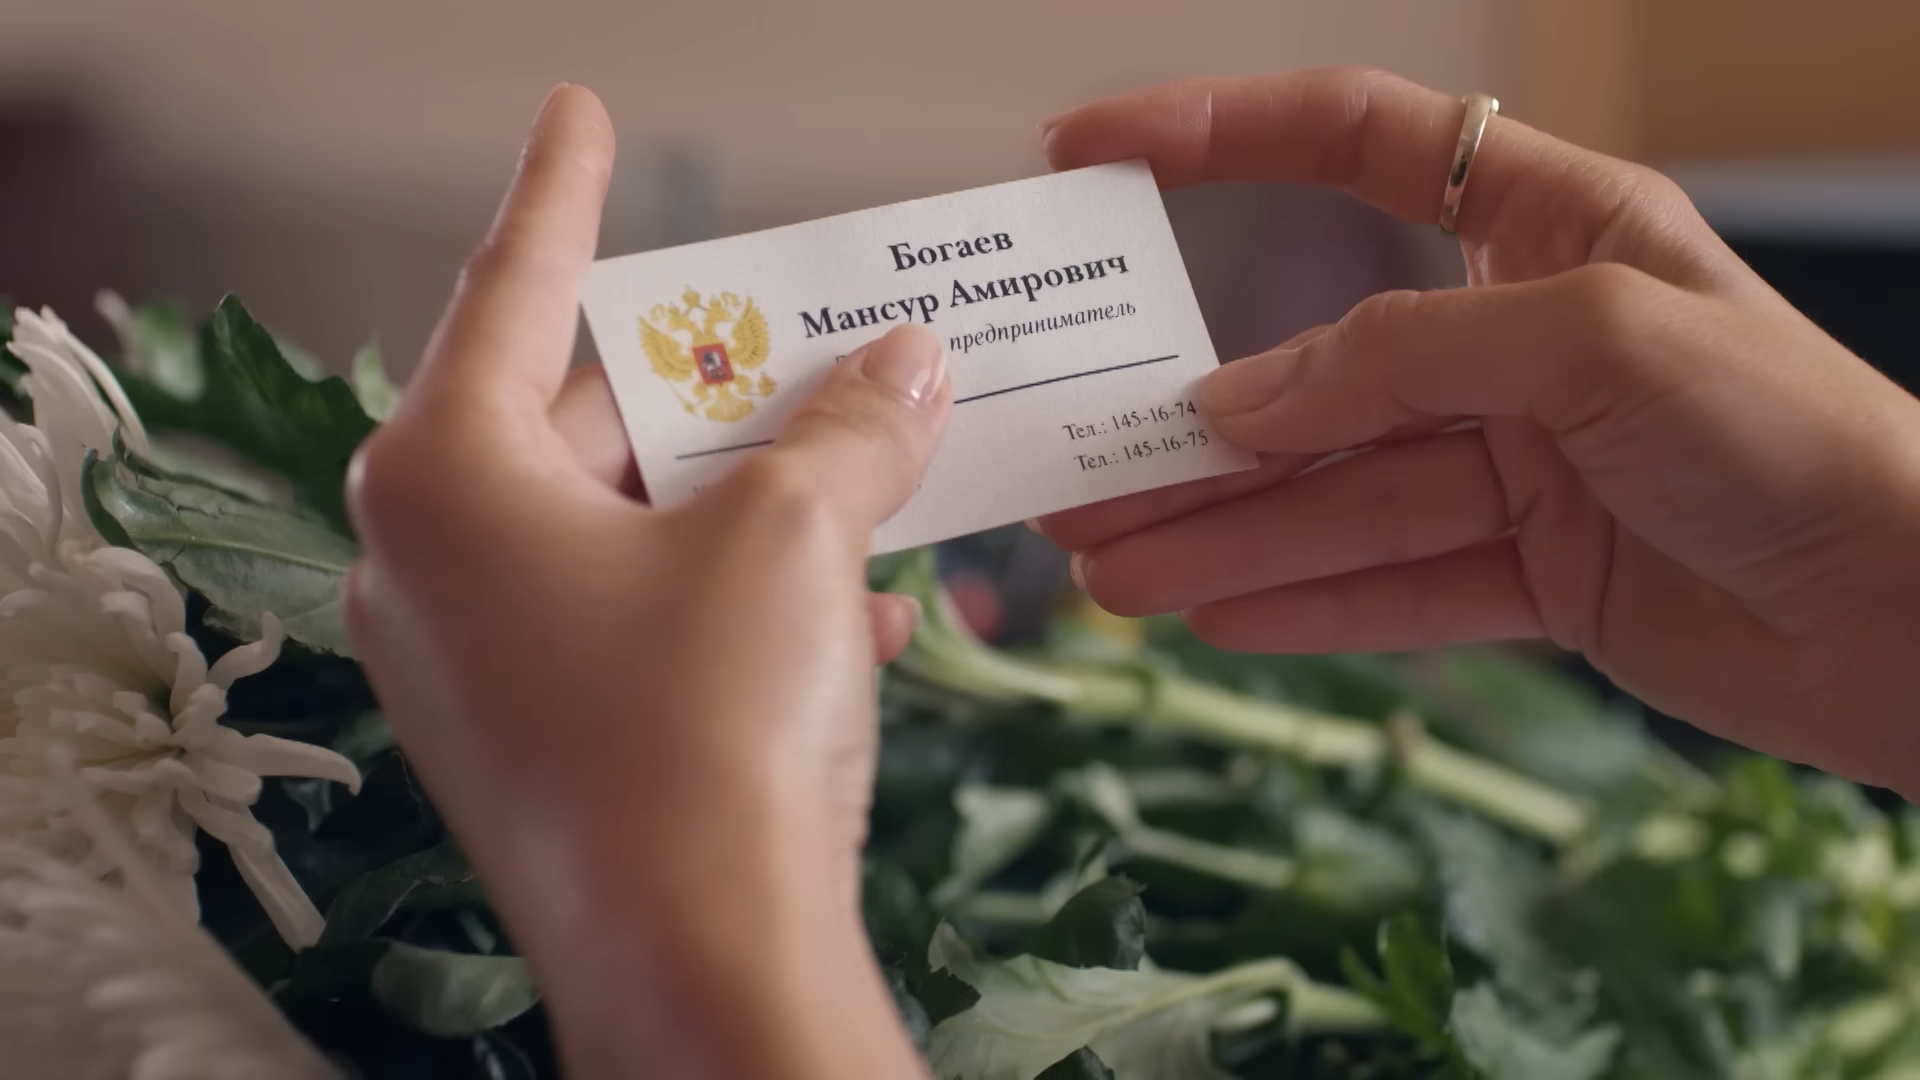 Богаев
Мансур Амирович
предприниматель
Тел.: 145-16-74
Тел.: 145-16-75